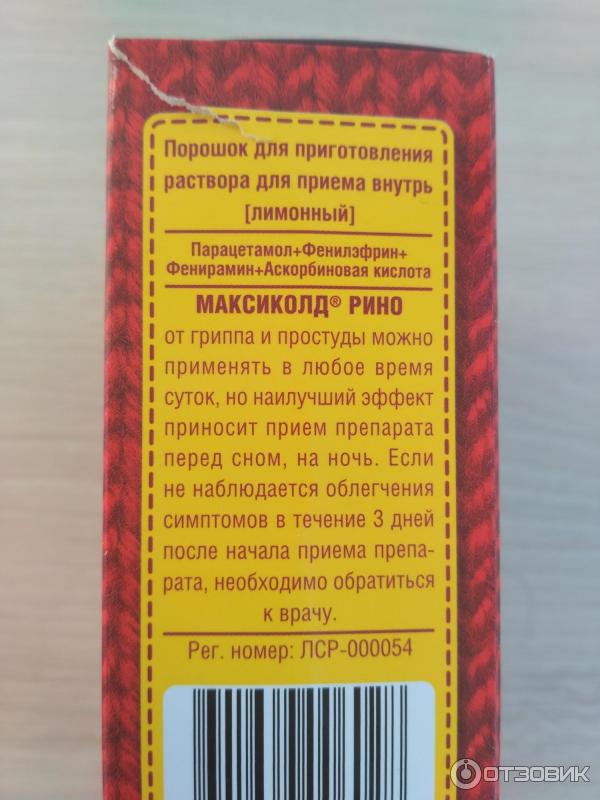 Порошок для приготовления
раствора для приема внутрь
[лимонный]
Парацетамол+Фенилэфрин+
Фенирамин+Аскорбиновая кислота
МАКСИКОЛД® РИНО
от гриппа и простуды можно
применять в любое время
суток, но наилучший эффект
приносит прием препарата
перед сном, на ночь. Если
не наблюдается облегчения
симптомов в течение 3 дней
после начала приема препа-
рата, необходимо обратиться
к врачу.
Рег. номер: ЛСР-000054
ОТЗОВИК